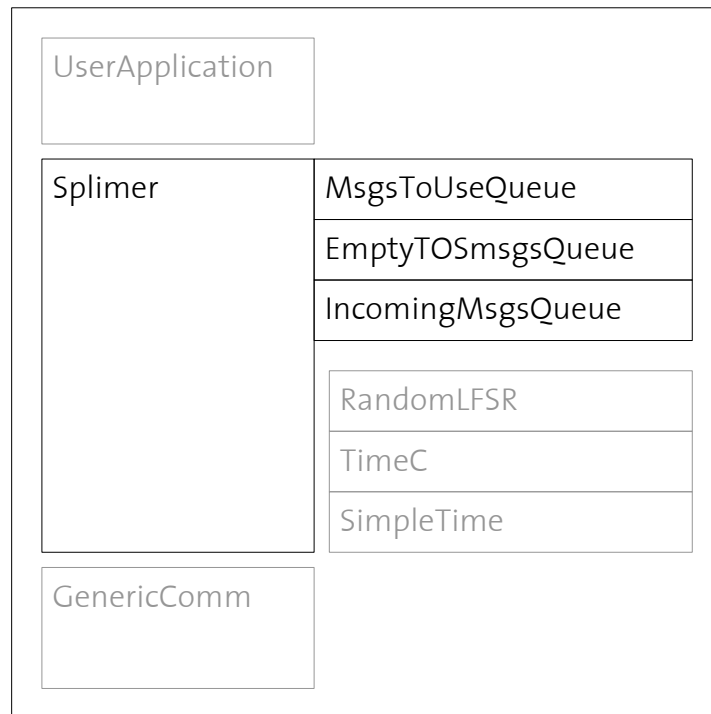 UserApplication
Splimer
MsgsToUseQueue
EmptyTOSmsgsQueue
IncomingMsgsQueue
RandomLFSR
TimeC
SimpleTime
GenericComm